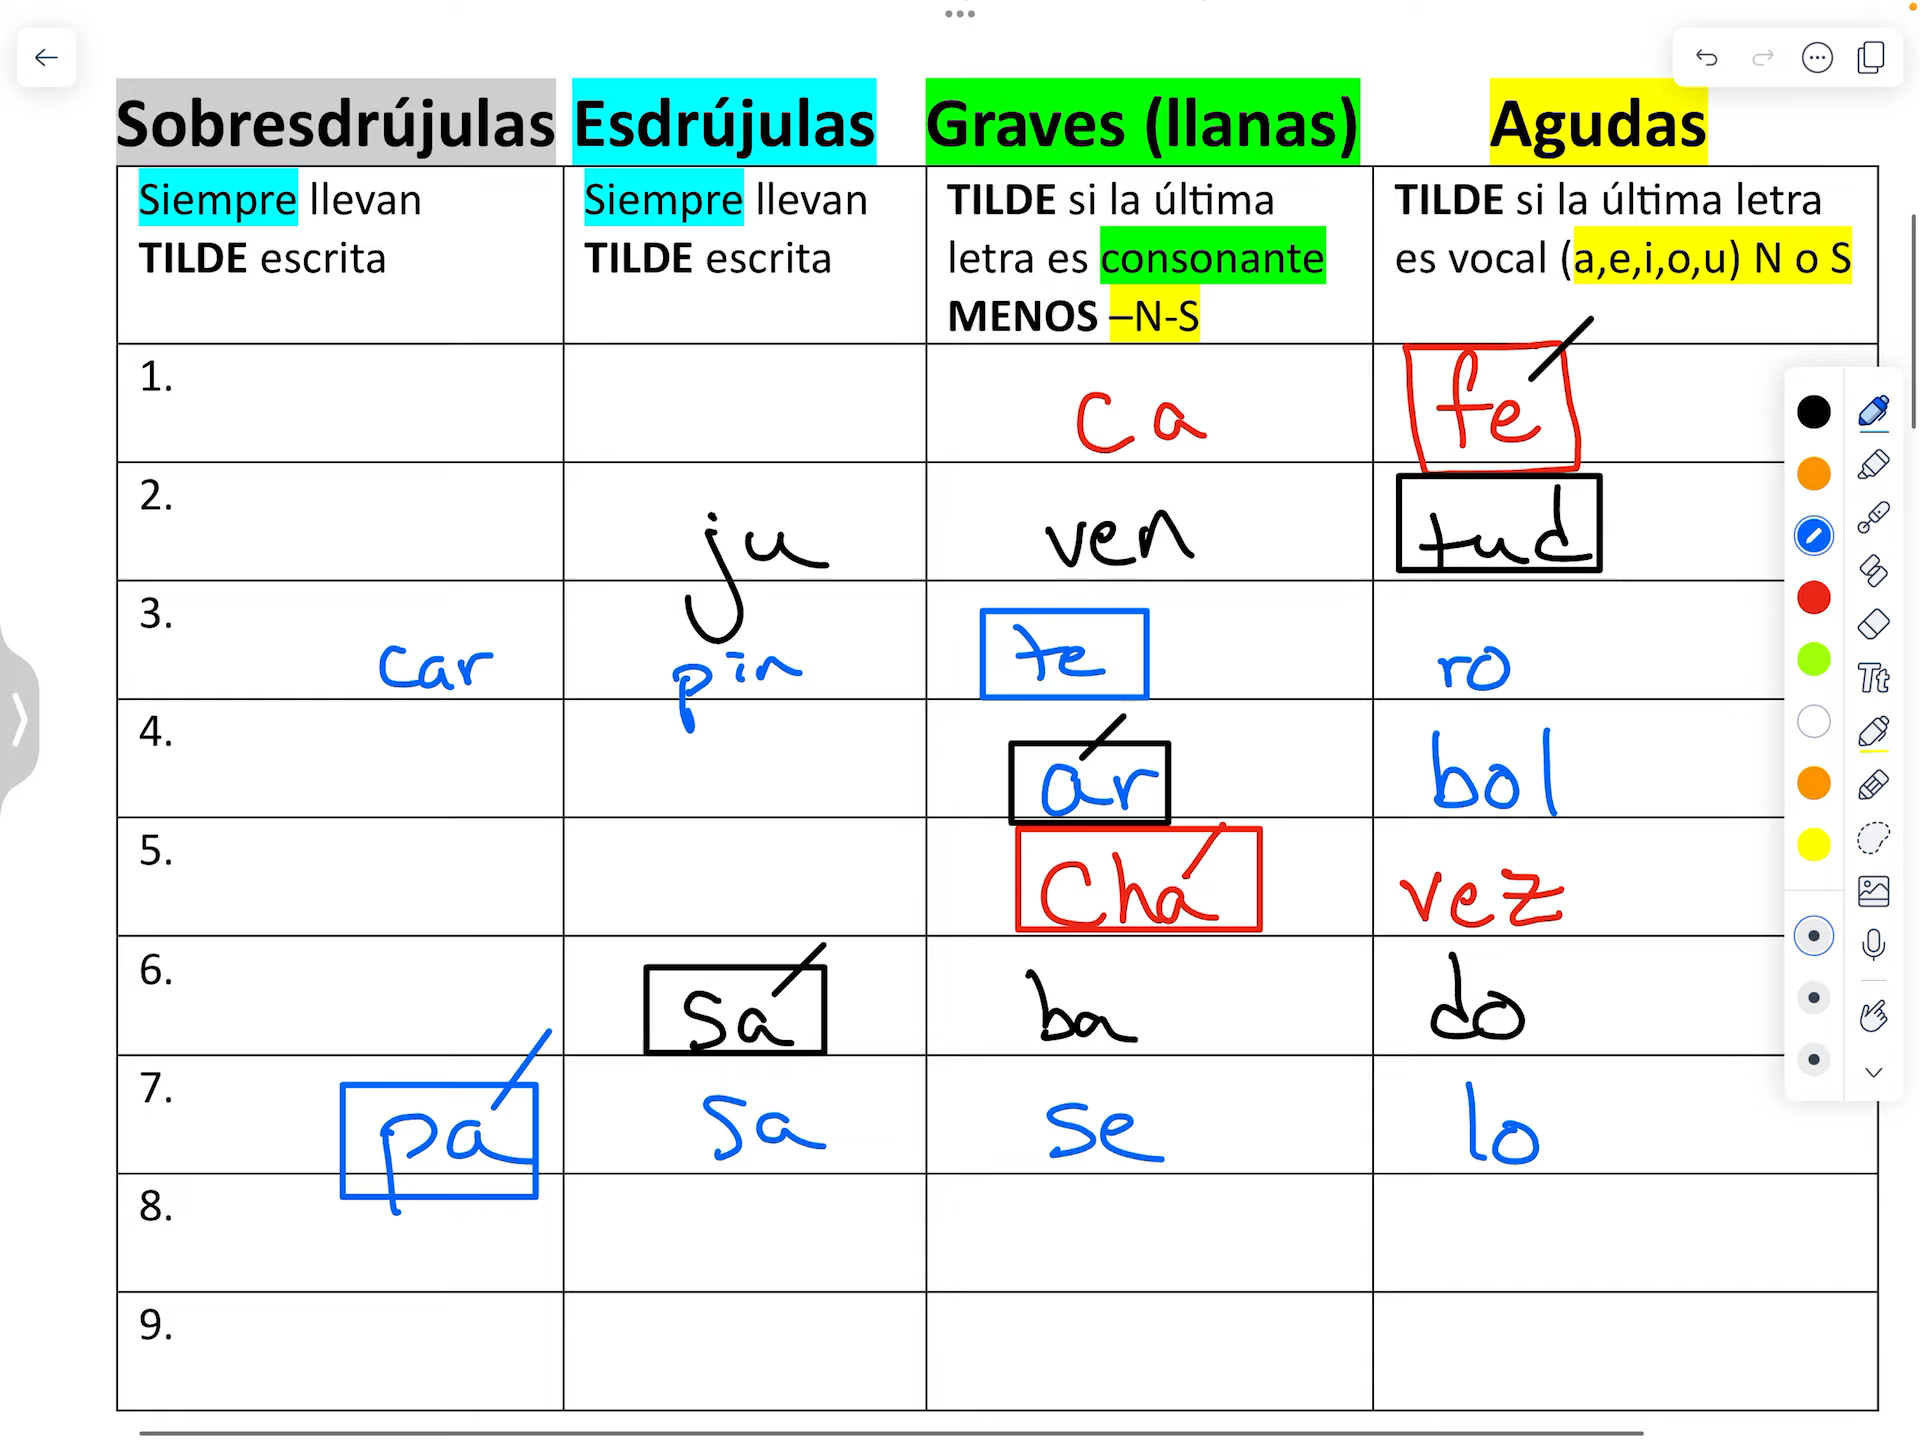 Sobresdrújulas Esdrújulas Graves (llanas) Agudas
Siempre llevan
TILDE escrita
Siempre llevan
TILDE escrita
TILDE si la última
letra es consonante
MENOS –N-S
TILDE si la última letra
es vocal (a,e,i,o,u) N o S
1. ca fé
2. ju ven tud
3. car pin te ro
4. ár bol
5. Chá vez
6. sá ba do
7. pá sa se lo
8.
9.
Tt